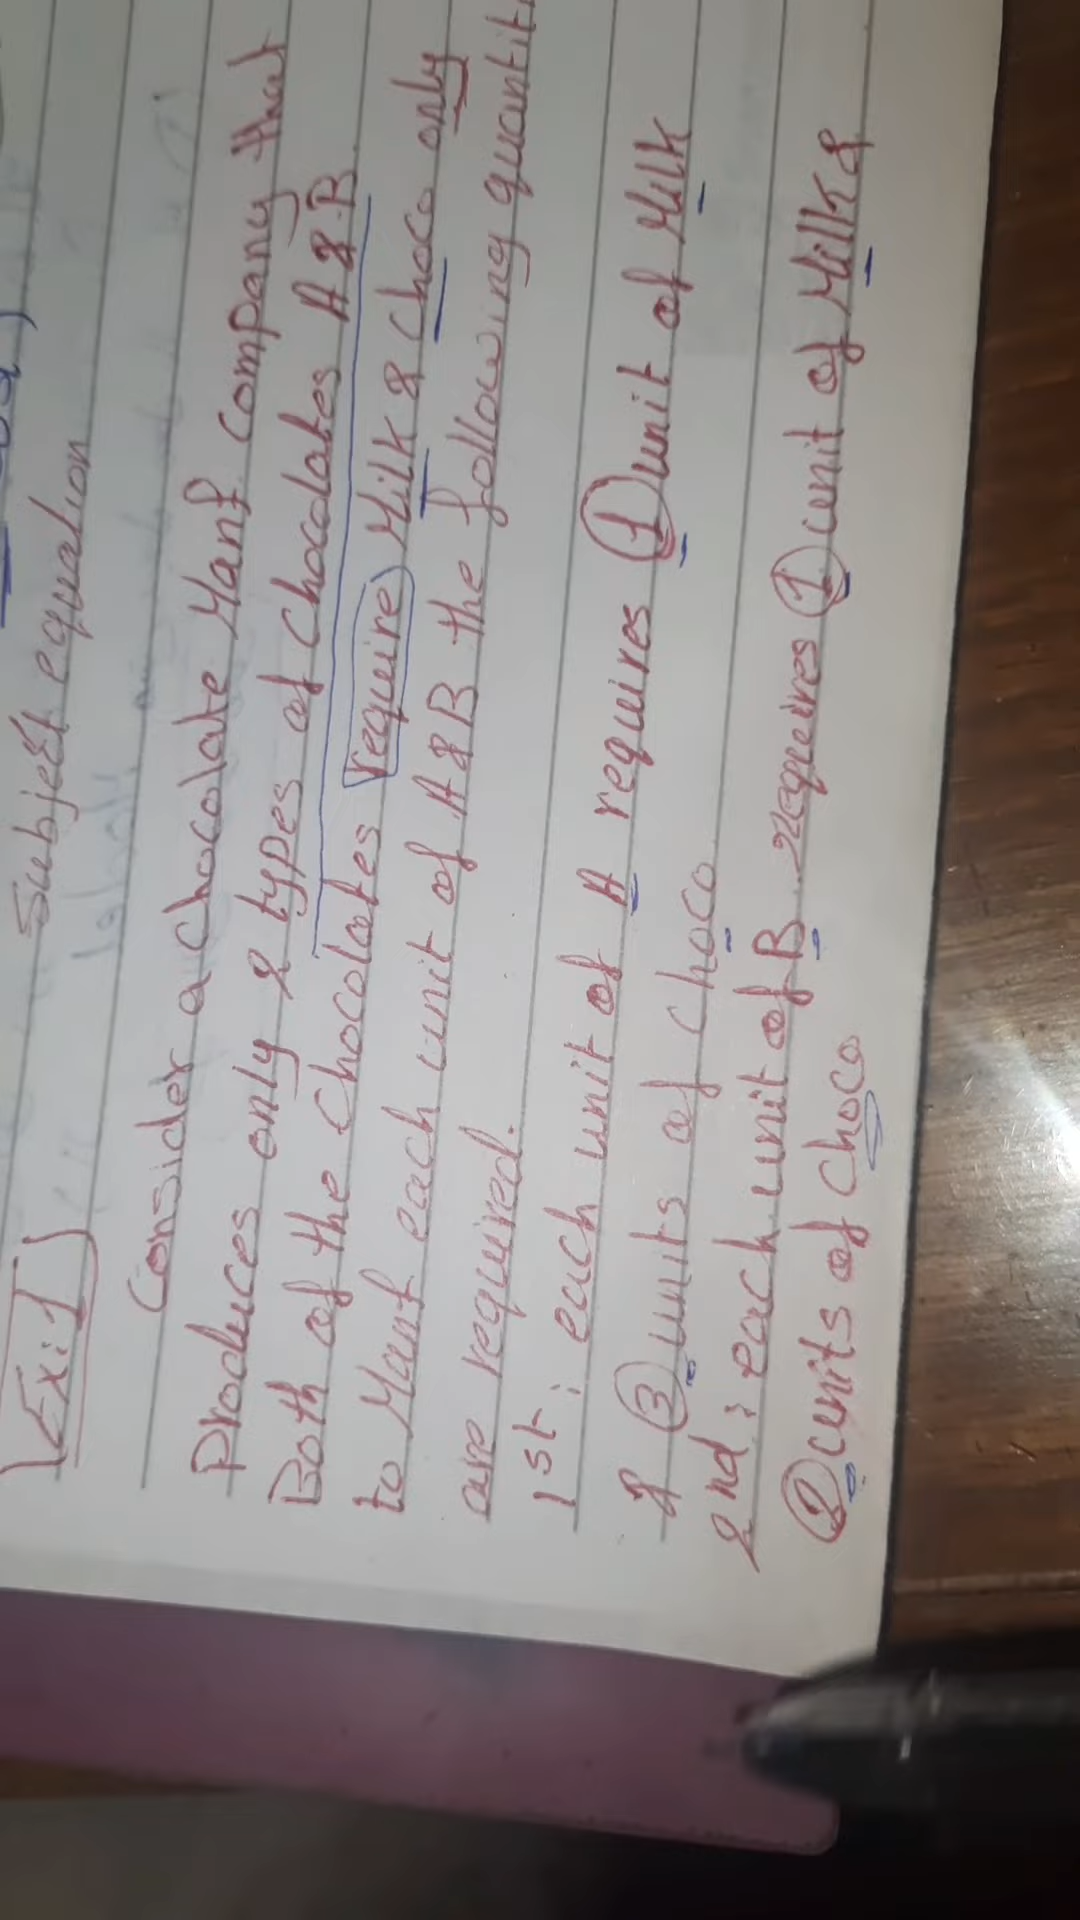 Subject equation
Ex:1
Consider a Chocolate Manf. Company that
Produces only 2 types of Chocolates A & B
Both of the Chocolates require Milk & Choco only
to Manf each unit of A & B the following quantit
are required.
1st: each unit of A requires 1 unit of Milk
& 3 units of Choco
2nd: each unit of B requires 1 unit of Milk &
2 units of Choco